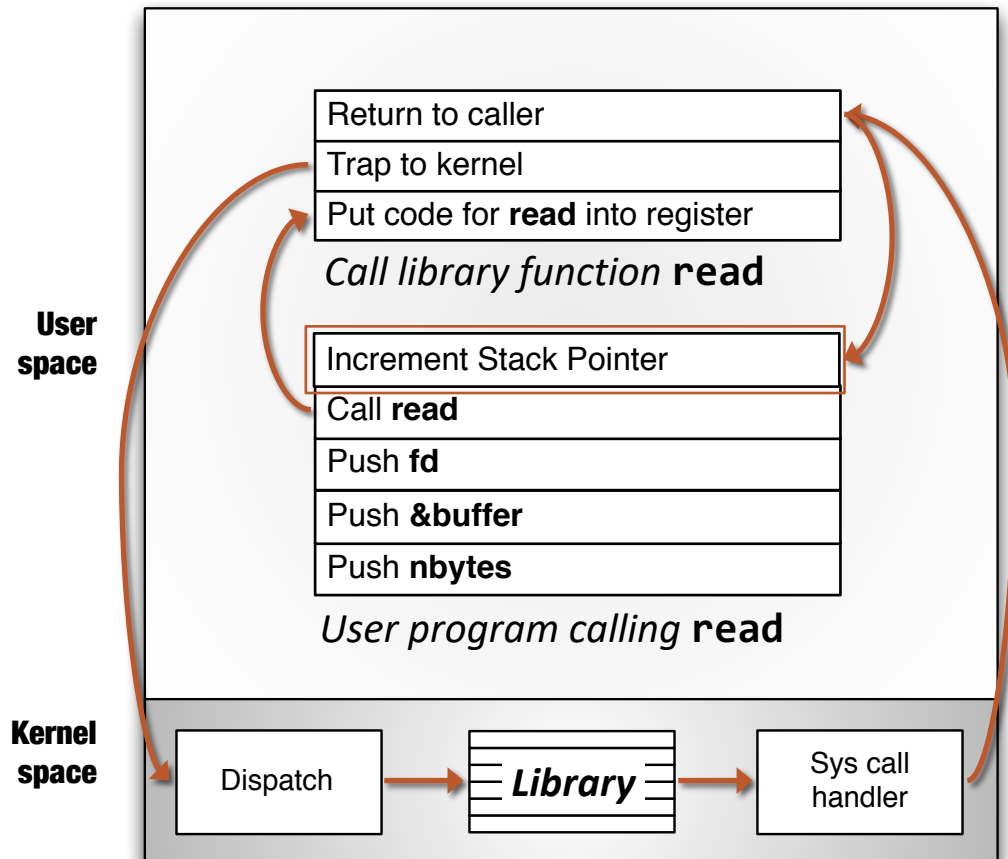 Return to caller
Trap to kernel
Put code for read into register
Call library function read
User
space
Increment Stack Pointer
Call read
Push fd
Push &buffer
Push nbytes
User program calling read
Kernel
space
Dispatch
Library
Sys call
handler